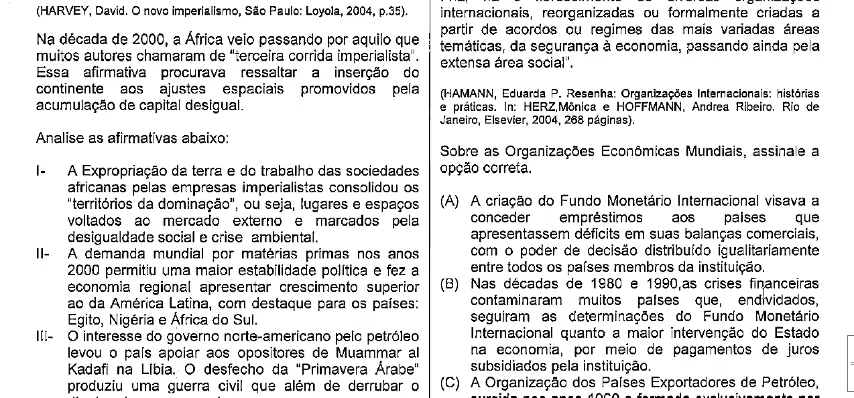 (HARVEY, David. O novo imperialismo, São Paulo: Loyola, 2004, p.35).
Na década de 2000, a África veio passando por aquilo que
muitos autores chamaram de "terceira corrida imperialista".
Essa afirmativa procurava ressaltar a inserção do
continente aos ajustes espaciais promovidos pela
acumulação de capital desigual.
Analise as afirmativas abaixo:
I- A Expropriação da terra e do trabalho das sociedades
africanas pelas empresas imperialistas consolidou os
"territórios da dominação", ou seja, lugares e espaços
voltados ao mercado externo e marcados pela
desigualdade social e crise ambiental.
II- A demanda mundial por matérias primas nos anos
2000 permitiu uma maior estabilidade política e fez a
economia regional apresentar crescimento superior
ao da América Latina, com destaque para os países:
Egito, Nigéria e África do Sul.
III- O interesse do governo norte-americano pelo petróleo
levou o país apoiar aos opositores de Muammar al
Kadafi na Líbia. O desfecho da "Primavera Árabe"
produziu uma guerra civil que além de derrubar o
internacionais, reorganizadas ou formalmente criadas a
partir de acordos ou regimes das mais variadas áreas
temáticas, da segurança à economia, passando ainda pela
extensa área social".
(HAMANN, Eduarda P. Resenha: Organizações Internacionais: histórias
e práticas. In: HERZ,Mônica e HOFFMANN, Andrea Ribeiro. Rio de
Janeiro, Elsevier, 2004, 268 páginas).
Sobre as Organizações Econômicas Mundiais, assinale a
opção correta.
(A) A criação do Fundo Monetário Internacional visava a
conceder empréstimos aos países que
apresentassem déficits em suas balanças comerciais,
com o poder de decisão distribuído igualitariamente
entre todos os países membros da instituição.
(B) Nas décadas de 1980 e 1990,as crises financeiras
contaminaram muitos países que, endividados,
seguiram as determinações do Fundo Monetário
Internacional quanto a maior intervenção do Estado
na economia, por meio de pagamentos de juros
subsidiados pela instituição.
(C) A Organização dos Países Exportadores de Petróleo,